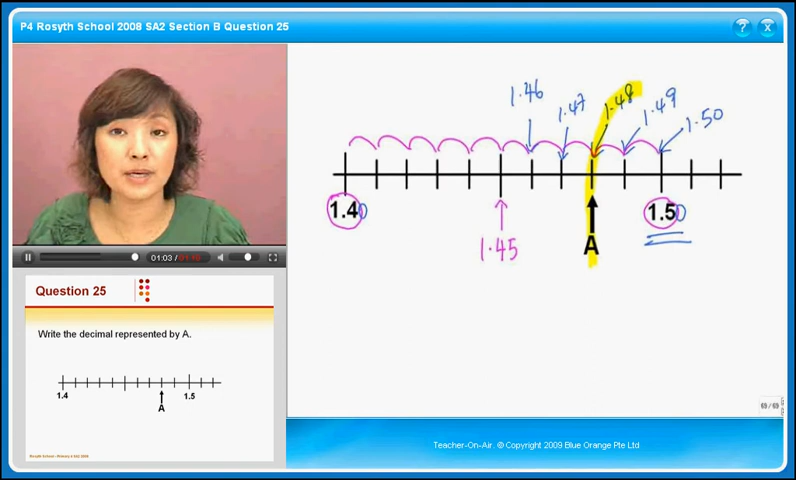 P4 Rosyth School 2008 SA2 Section B Question 25
? X
1.46
1.47
1.48
1.49
1.50
1.40
1.50
1.45
A
01:03 / 01:10
Question 25
Write the decimal represented by A.
1.4
1.5
A
Rosyth School - Primary 4 SA2 2008
Teacher-On-Air. © Copyright 2009 Blue Orange Pte Ltd